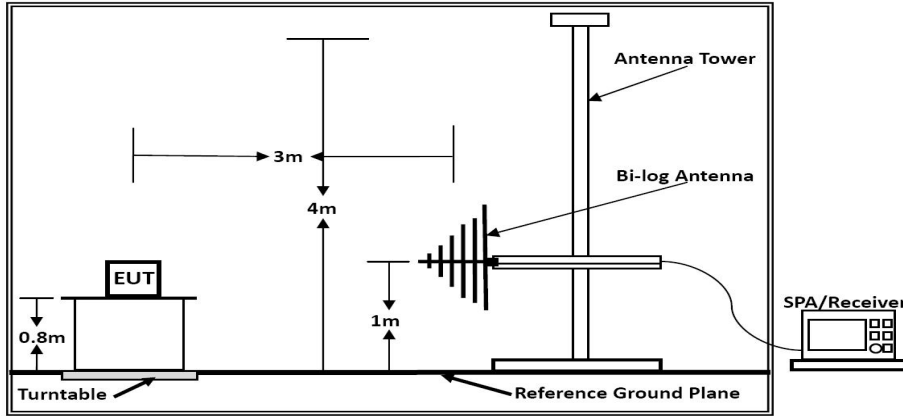 Antenna Tower
3m
Bi-log Antenna
4m
EUT
SPA/Receiver
0.8m
1m
Turntable
Reference Ground Plane